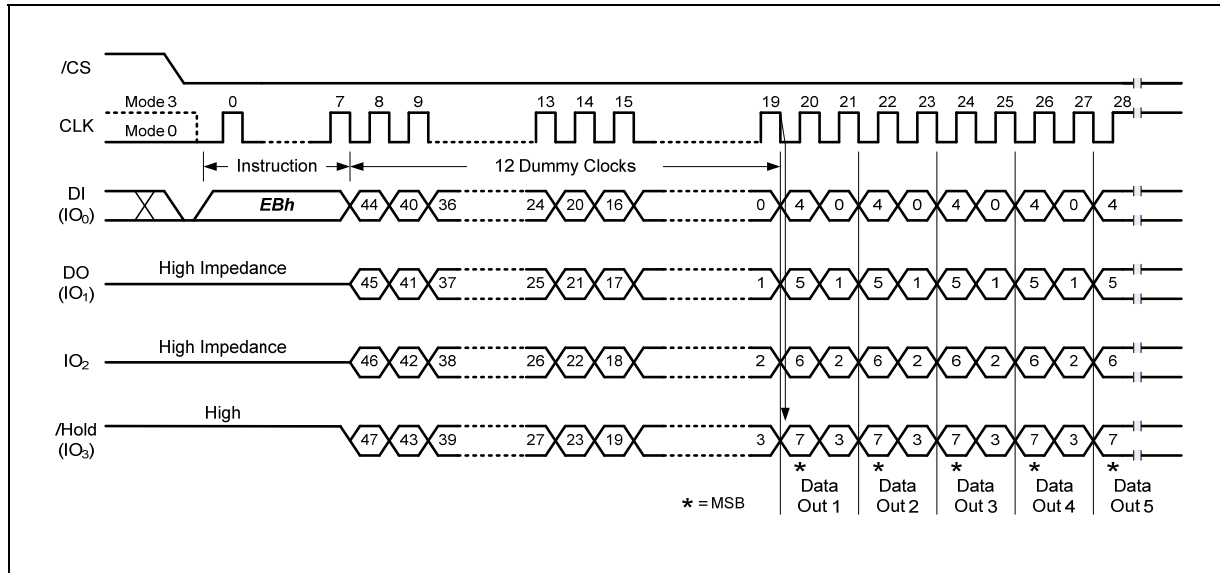 /CS
Mode 3 0 7 8 9 13 14 15 19 20 21 22 23 24 25 26 27 28
CLK
Mode 0
Instruction 12 Dummy Clocks
DI
(IO0) EBh 44 40 36 24 20 16 0 4 0 4 0 4 0 4 0 4
High Impedance
DO
(IO1) 45 41 37 25 21 17 1 5 1 5 1 5 1 5 1 5
High Impedance
IO2 46 42 38 26 22 18 2 6 2 6 2 6 2 6 2 6
High
/Hold
(IO3) 47 43 39 27 23 19 3 7 3 7 3 7 3 7 3 7
* * * * *
* = MSB
Data Data Data Data Data
Out 1 Out 2 Out 3 Out 4 Out 5